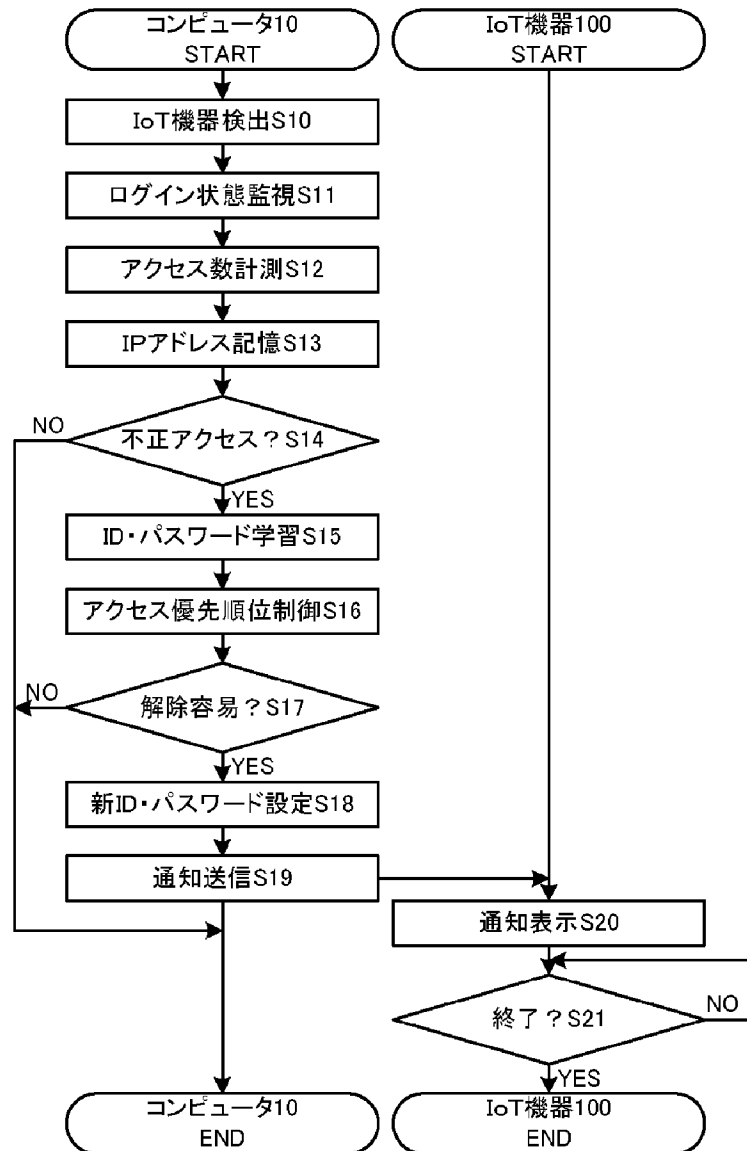 コンピュータ10
START
IoT機器検出S10
ログイン状態監視S11
アクセス数計測S12
IPアドレス記憶S13
不正アクセス？S14
NO
YES
ID・パスワード学習S15
アクセス優先順位制御S16
解除容易？S17
NO
YES
新ID・パスワード設定S18
通知送信S19
コンピュータ10
END
IoT機器100
START
通知表示S20
終了？S21
NO
YES
IoT機器100
END